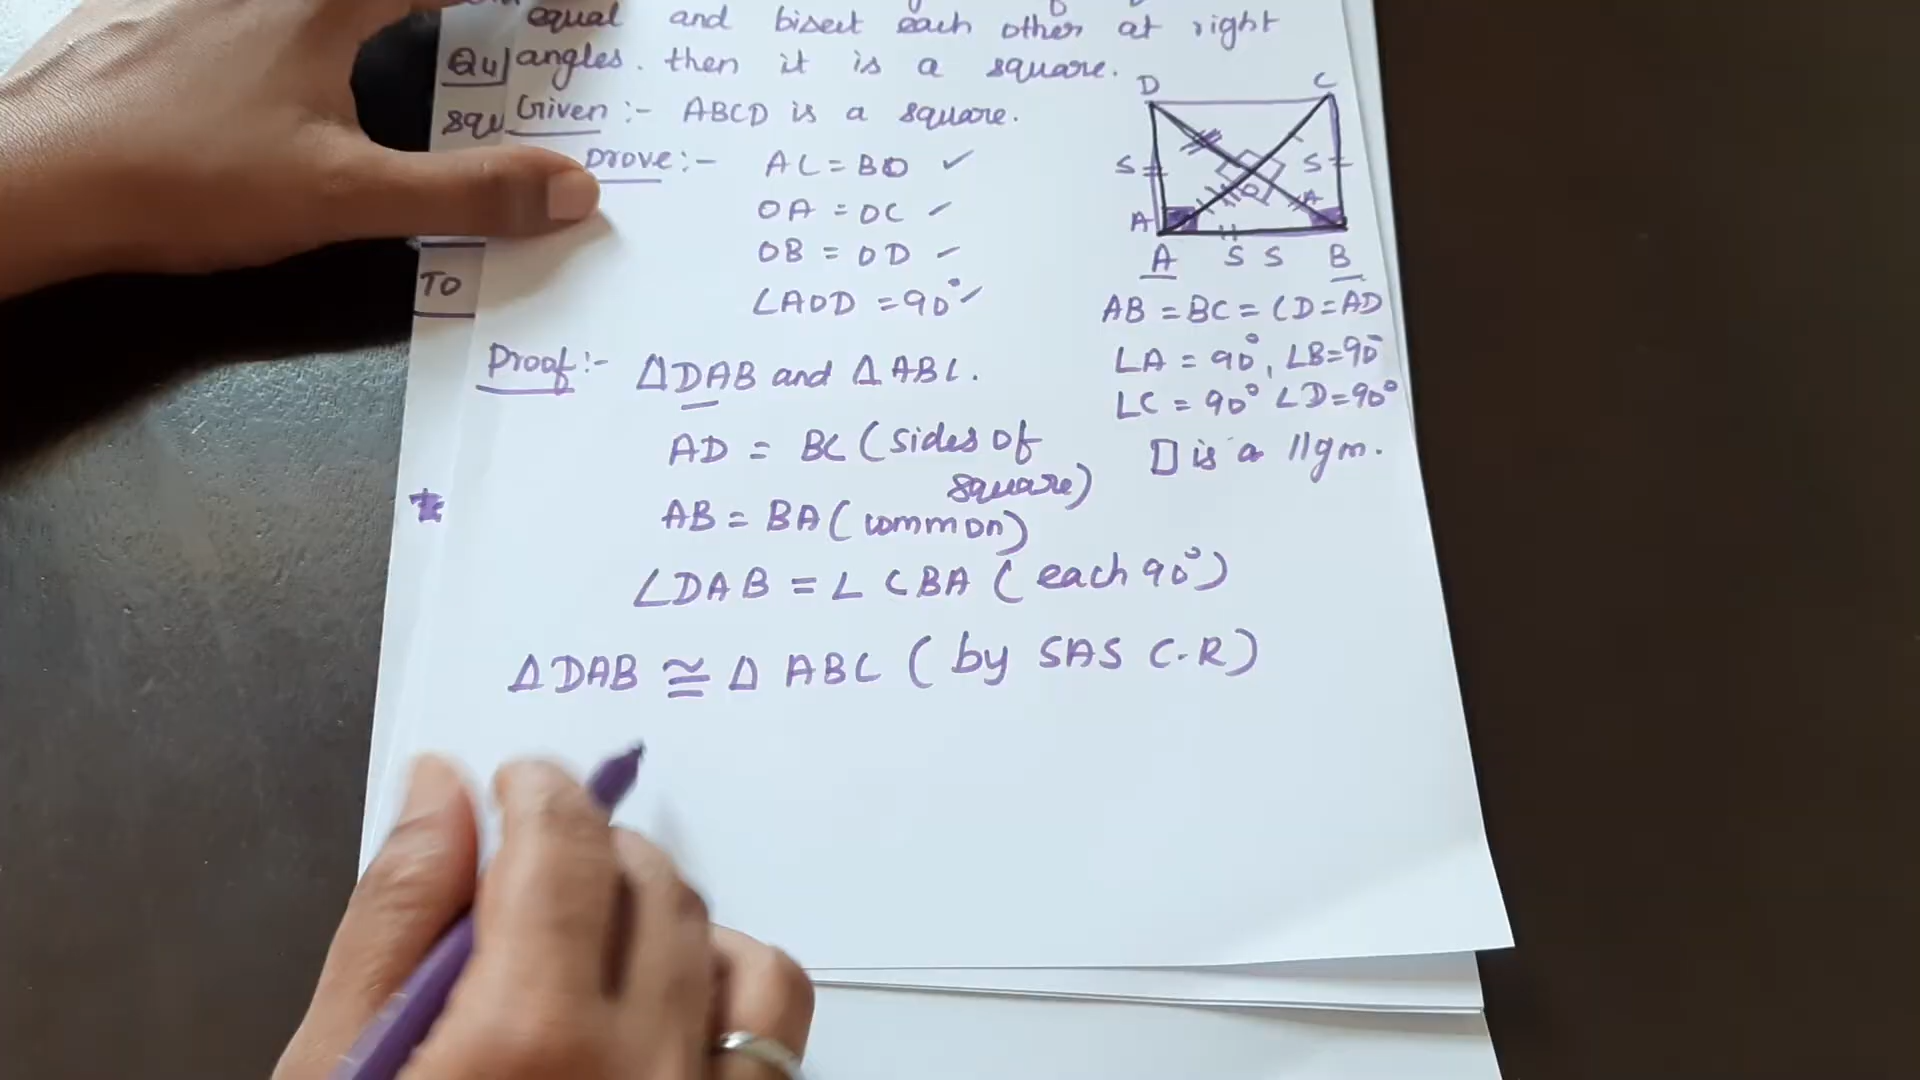 equal and bisect each other at right
Q4) angles. then it is a square.
squ Given :- ABCD is a square.
Prove :- AC = BD ✓
OA = OC ✓
OB = OD ✓
∠AOD = 90° ✓
TO
Proof :- ΔDAB and ΔABC.
AD = BC (sides of
square)
AB = BA (common)
∠DAB = ∠CBA (each 90°)
ΔDAB ≅ ΔABC (by SAS C.R)
D C
S S
O A
A
A S S B
AB = BC = CD = AD
∠A = 90°, ∠B = 90°
∠C = 90° ∠D = 90°
□ is a ||gm.